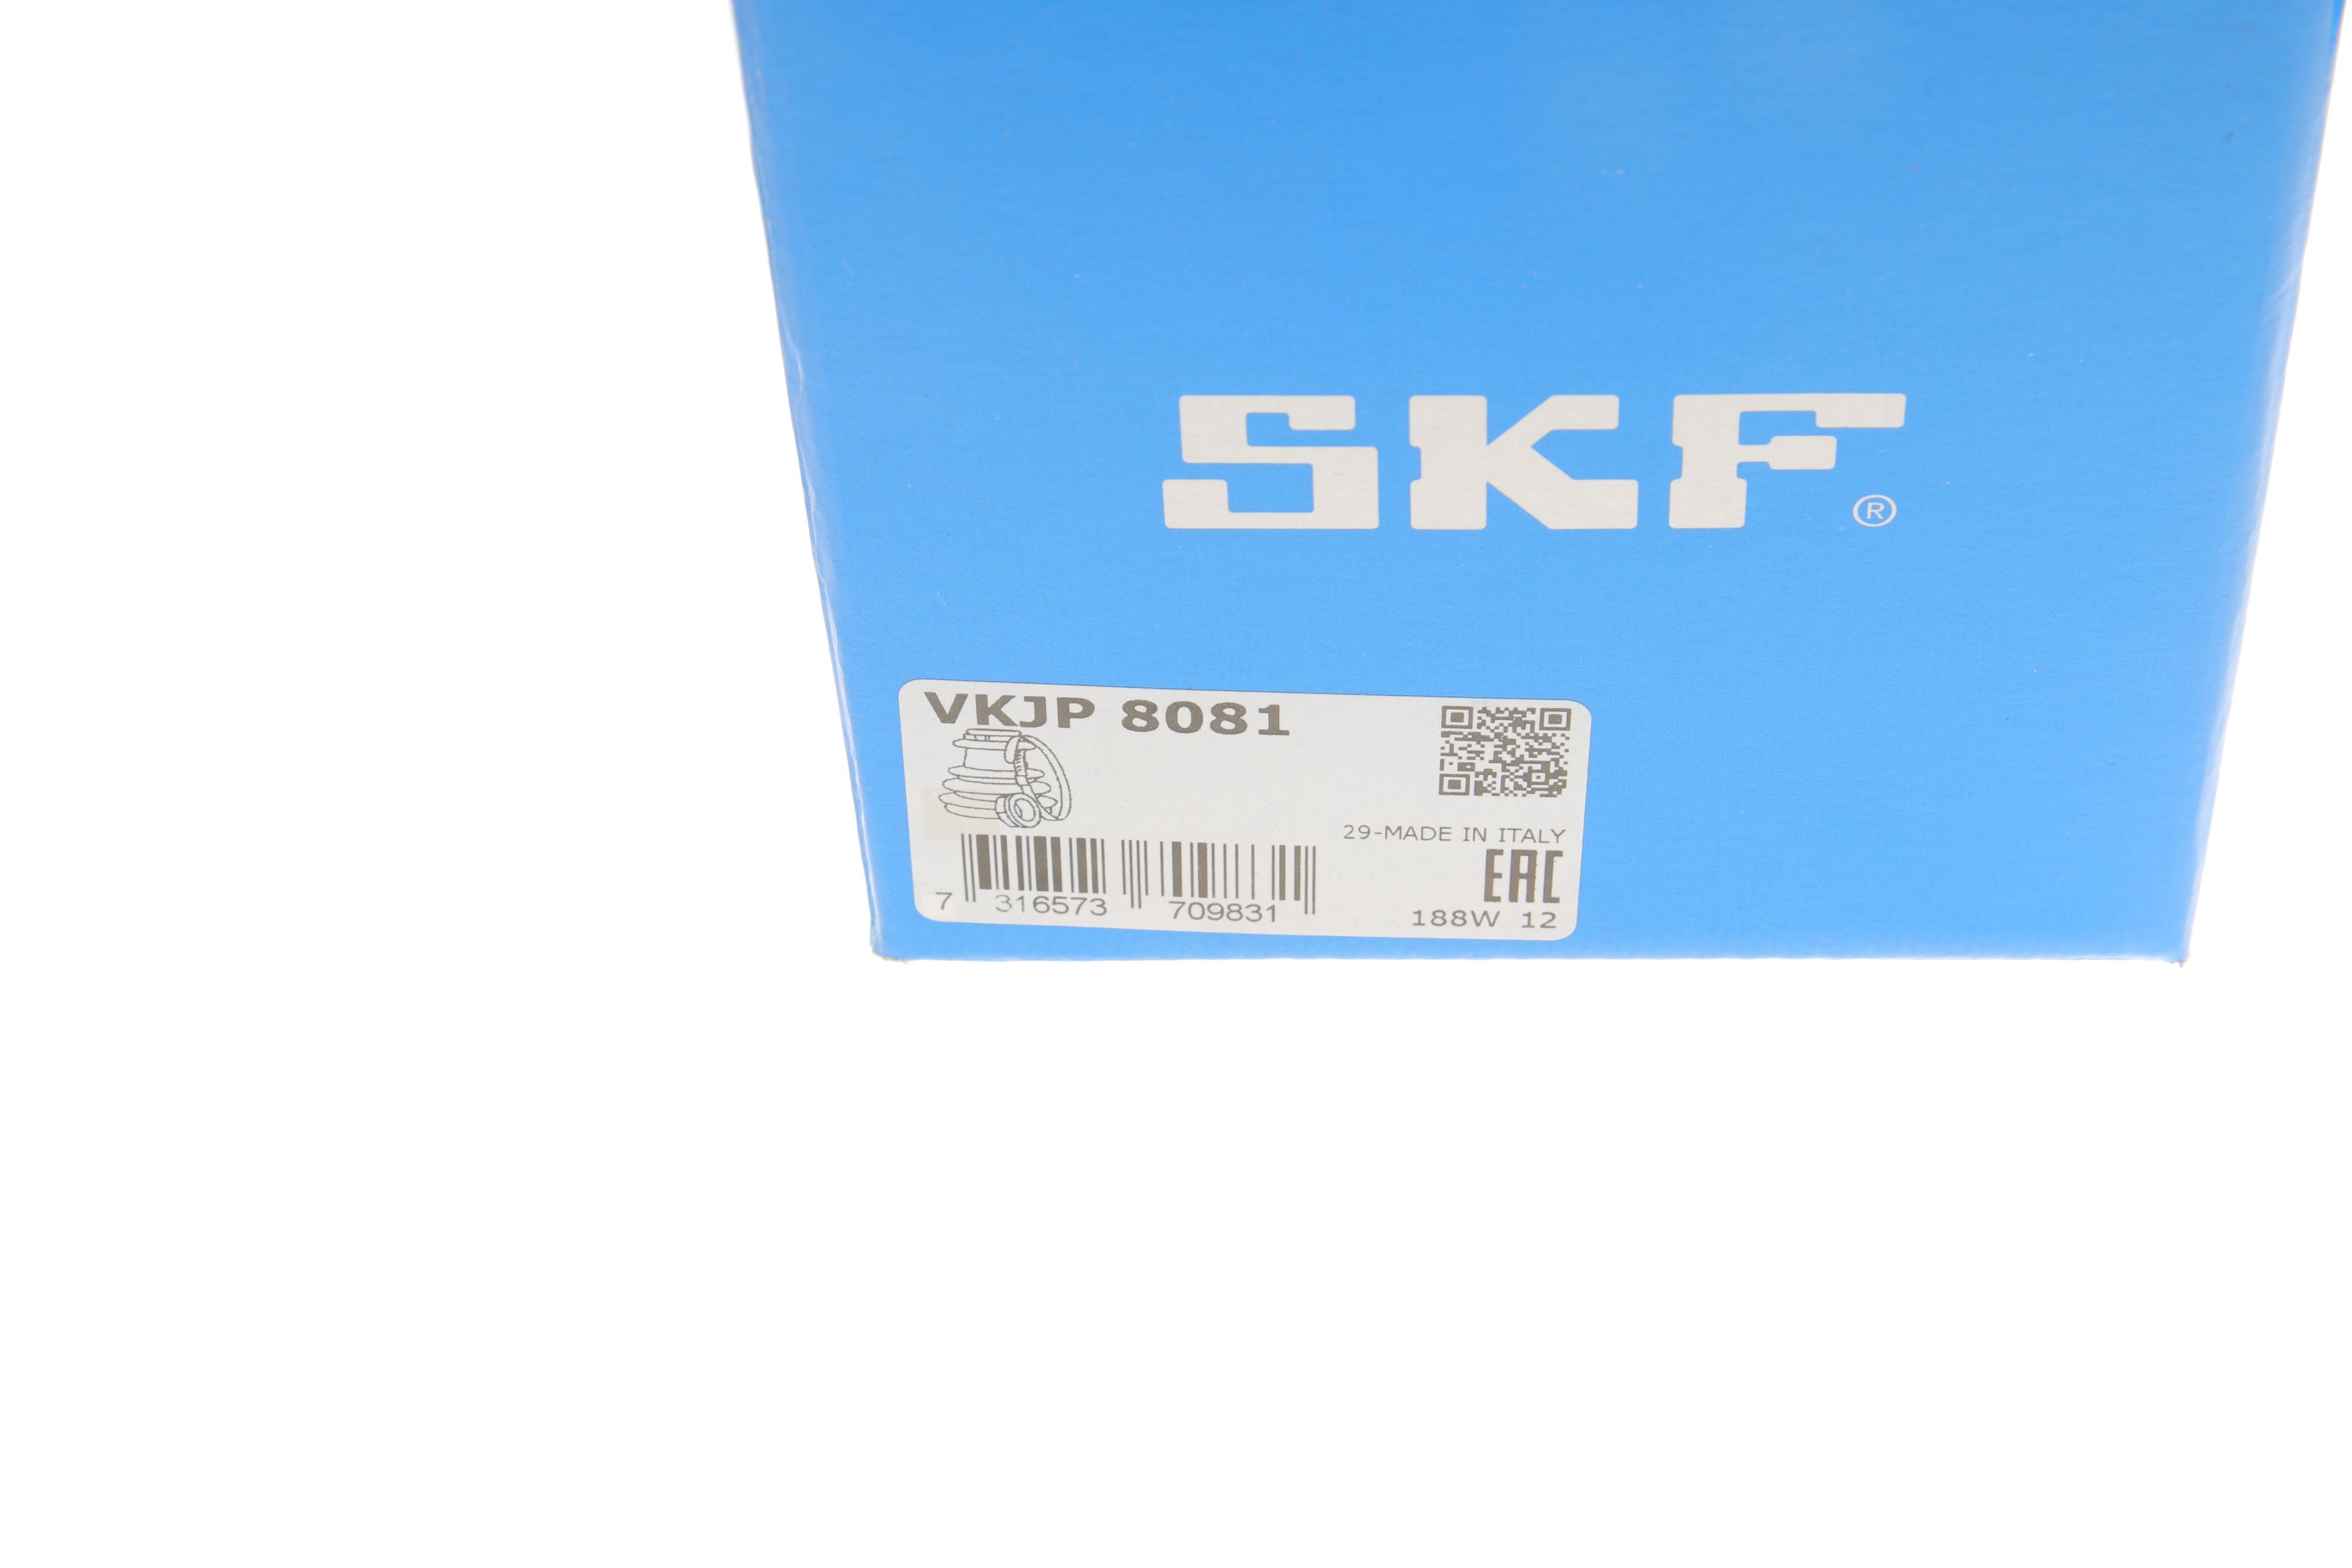 SKF®
VKJP 8081
29-MADE IN ITALY
EAC
7 316573 709831
188W 12